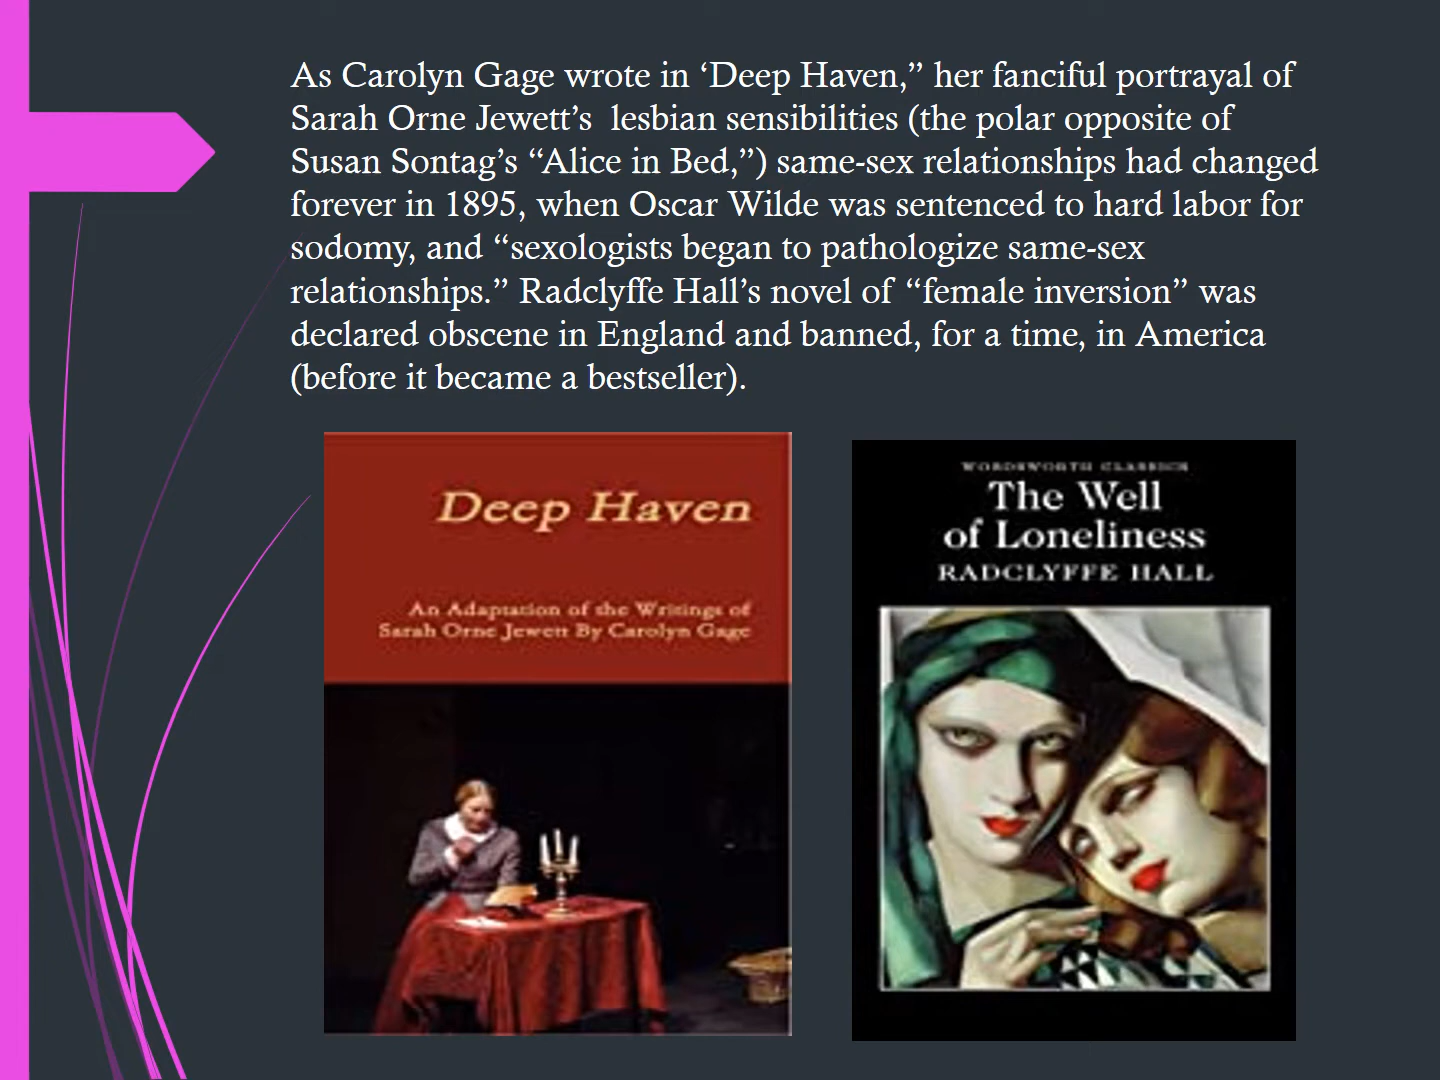 As Carolyn Gage wrote in ‘Deep Haven,” her fanciful portrayal of
Sarah Orne Jewett’s  lesbian sensibilities (the polar opposite of
Susan Sontag’s “Alice in Bed,”) same-sex relationships had changed
forever in 1895, when Oscar Wilde was sentenced to hard labor for
sodomy, and “sexologists began to pathologize same-sex
relationships.” Radclyffe Hall’s novel of “female inversion” was
declared obscene in England and banned, for a time, in America
(before it became a bestseller).
Deep Haven
An Adaptation of the Writings of
Sarah Orne Jewett By Carolyn Gage
WORDSWORTH CLASSICS
The Well
of Loneliness
RADCLYFFE HALL